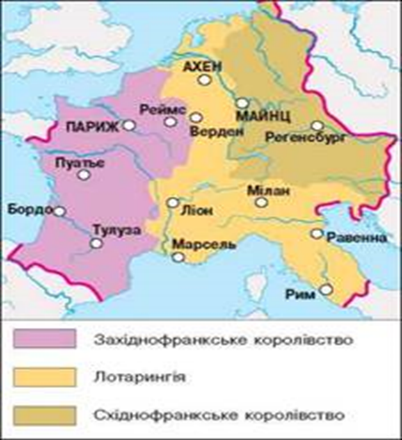 АХЕН
Реймс
МАЙНЦ
ПАРИЖ
Верден
Регенсбург
Пуатьє
Мілан
Бордо
Ліон
Тулуза
Равенна
Марсель
Рим
Західнофранкське королівство
Лотарингія
Східнофранкське королівство